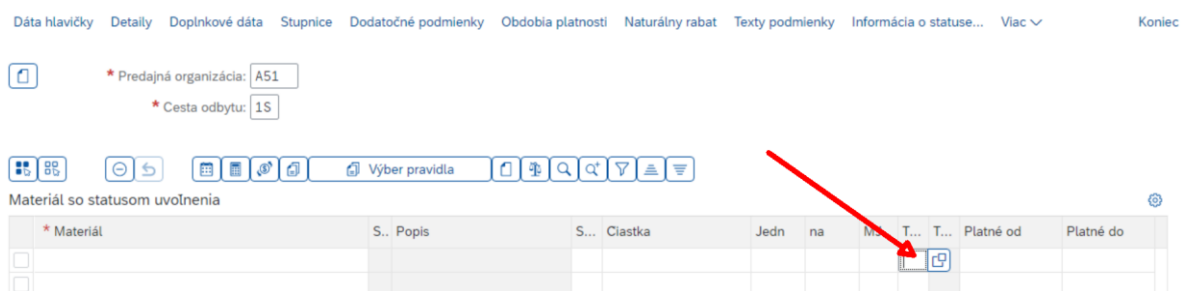 Dáta hlavičky Detaily Doplnkové dáta Stupnice Dodatočné podmienky Obdobia platnosti Naturálny rabat Texty podmienky Informácia o statuse... Viac Koniec
* Predajná organizácia: A51
* Cesta odbytu: 1S
Výber pravidla
Materiál so statusom uvoľnenia
* Materiál S.. Popis S... Ciastka Jedn na T... T... Platné od Platné do